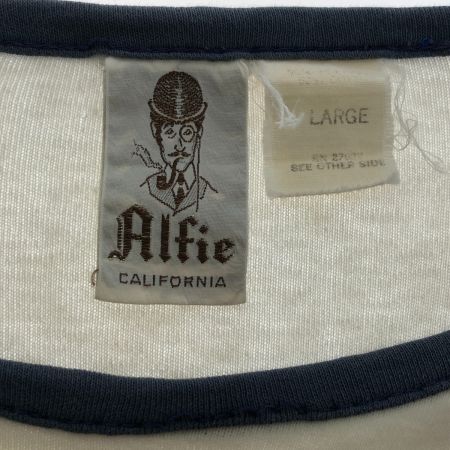 Alfie
CALIFORNIA
LARGE
SEE OTHER SIDE